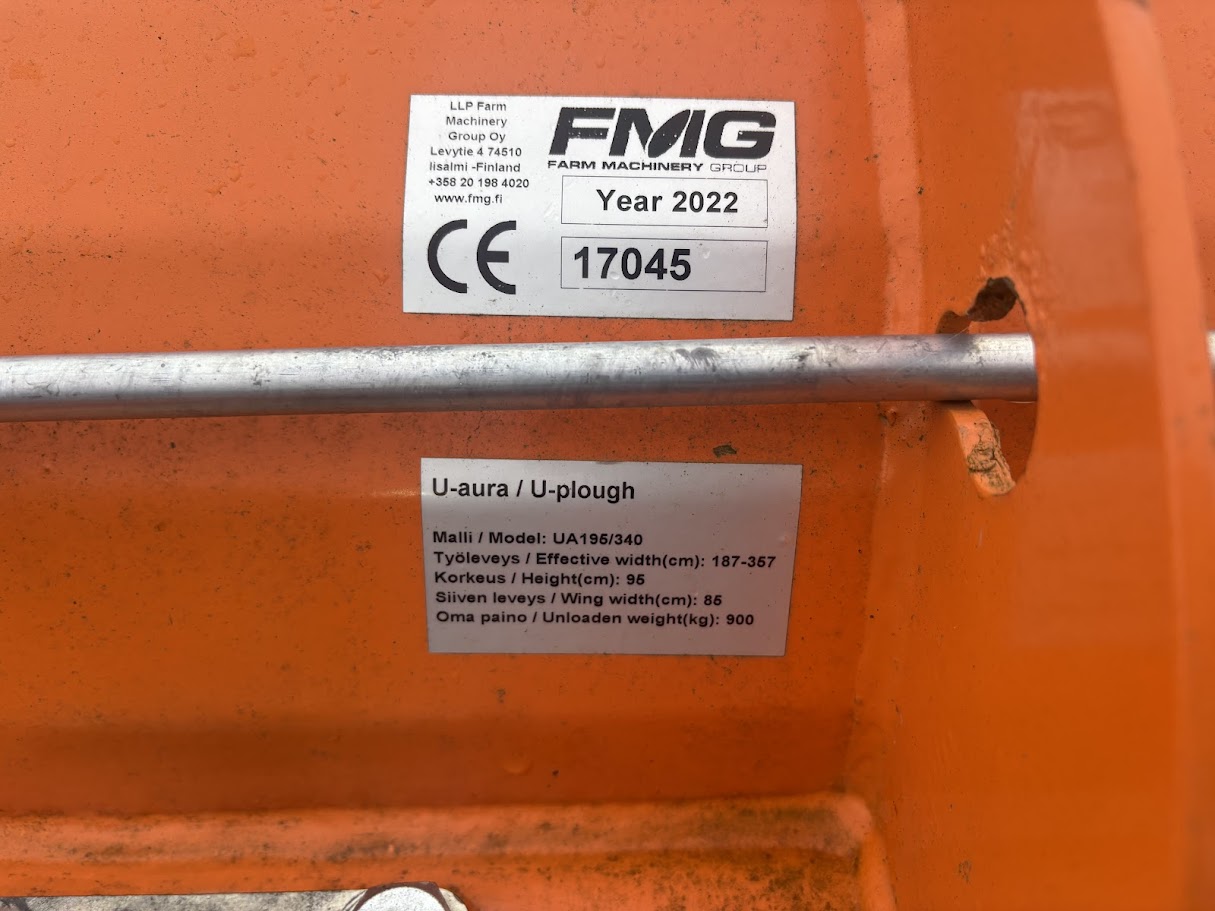 LLP Farm
Machinery
Group Oy
Levytie 4 74510
Iisalmi -Finland
+358 20 198 4020
www.fmg.fi
CE
FMG
FARM MACHINERY GROUP
Year 2022
17045
U-aura / U-plough
Malli / Model: UA195/340
Työleveys / Effective width(cm): 187-357
Korkeus / Height(cm): 95
Siiven leveys / Wing width(cm): 85
Oma paino / Unloaden weight(kg): 900